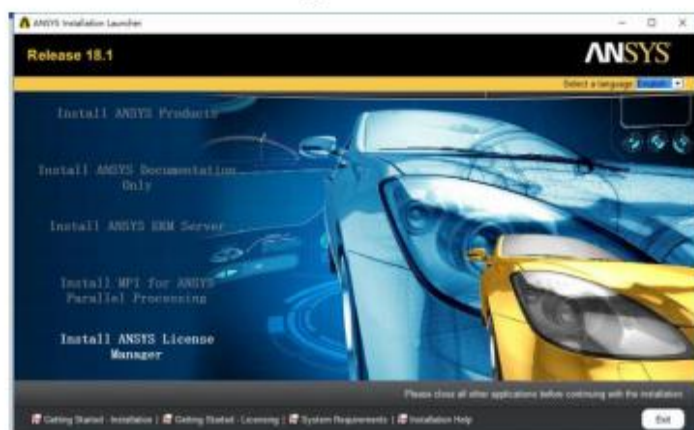 ANSYS Installation Launcher
Release 18.1
ANSYS
Select a language English
Install ANSYS Products
Install ANSYS Documentation
Only
Install ANSYS EKM Server
Install MPI for ANSYS
Parallel Processing
Install ANSYS License
Manager
Please close all other applications before continuing with the installation.
Getting Started - Installation | Getting Started - Licensing | System Requirements | Installation Help
Exit